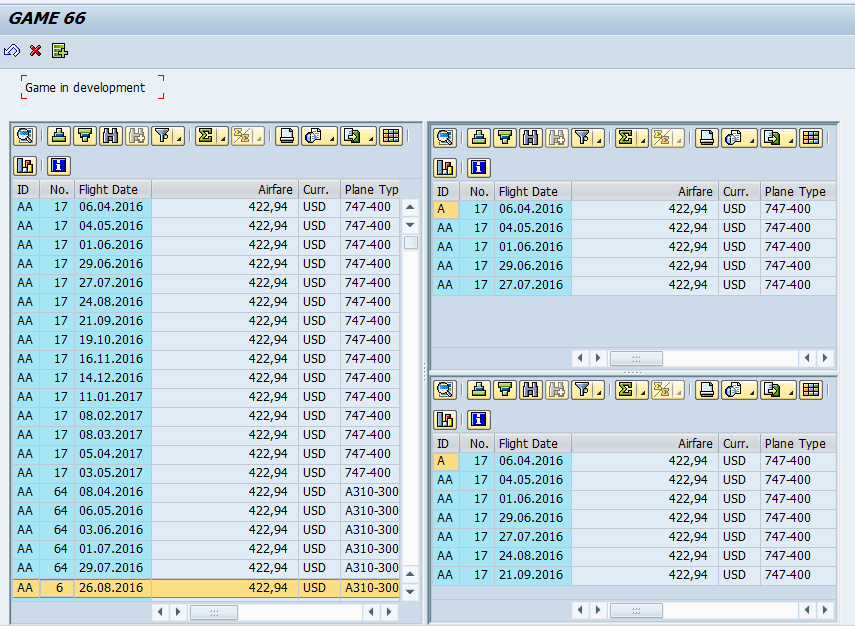 GAME 66
Game in development
ID No. Flight Date Airfare Curr. Plane Typ
AA 17 06.04.2016 422,94 USD 747-400
AA 17 04.05.2016 422,94 USD 747-400
AA 17 01.06.2016 422,94 USD 747-400
AA 17 29.06.2016 422,94 USD 747-400
AA 17 27.07.2016 422,94 USD 747-400
AA 17 24.08.2016 422,94 USD 747-400
AA 17 21.09.2016 422,94 USD 747-400
AA 17 19.10.2016 422,94 USD 747-400
AA 17 16.11.2016 422,94 USD 747-400
AA 17 14.12.2016 422,94 USD 747-400
AA 17 11.01.2017 422,94 USD 747-400
AA 17 08.02.2017 422,94 USD 747-400
AA 17 08.03.2017 422,94 USD 747-400
AA 17 05.04.2017 422,94 USD 747-400
AA 17 03.05.2017 422,94 USD 747-400
AA 64 08.04.2016 422,94 USD A310-300
AA 64 06.05.2016 422,94 USD A310-300
AA 64 03.06.2016 422,94 USD A310-300
AA 64 01.07.2016 422,94 USD A310-300
AA 64 29.07.2016 422,94 USD A310-300
AA 6 26.08.2016 422,94 USD A310-300
ID No. Flight Date Airfare Curr. Plane Type
A 17 06.04.2016 422,94 USD 747-400
AA 17 04.05.2016 422,94 USD 747-400
AA 17 01.06.2016 422,94 USD 747-400
AA 17 29.06.2016 422,94 USD 747-400
AA 17 27.07.2016 422,94 USD 747-400
ID No. Flight Date Airfare Curr. Plane Type
A 17 06.04.2016 422,94 USD 747-400
AA 17 04.05.2016 422,94 USD 747-400
AA 17 01.06.2016 422,94 USD 747-400
AA 17 29.06.2016 422,94 USD 747-400
AA 17 27.07.2016 422,94 USD 747-400
AA 17 24.08.2016 422,94 USD 747-400
AA 17 21.09.2016 422,94 USD 747-400